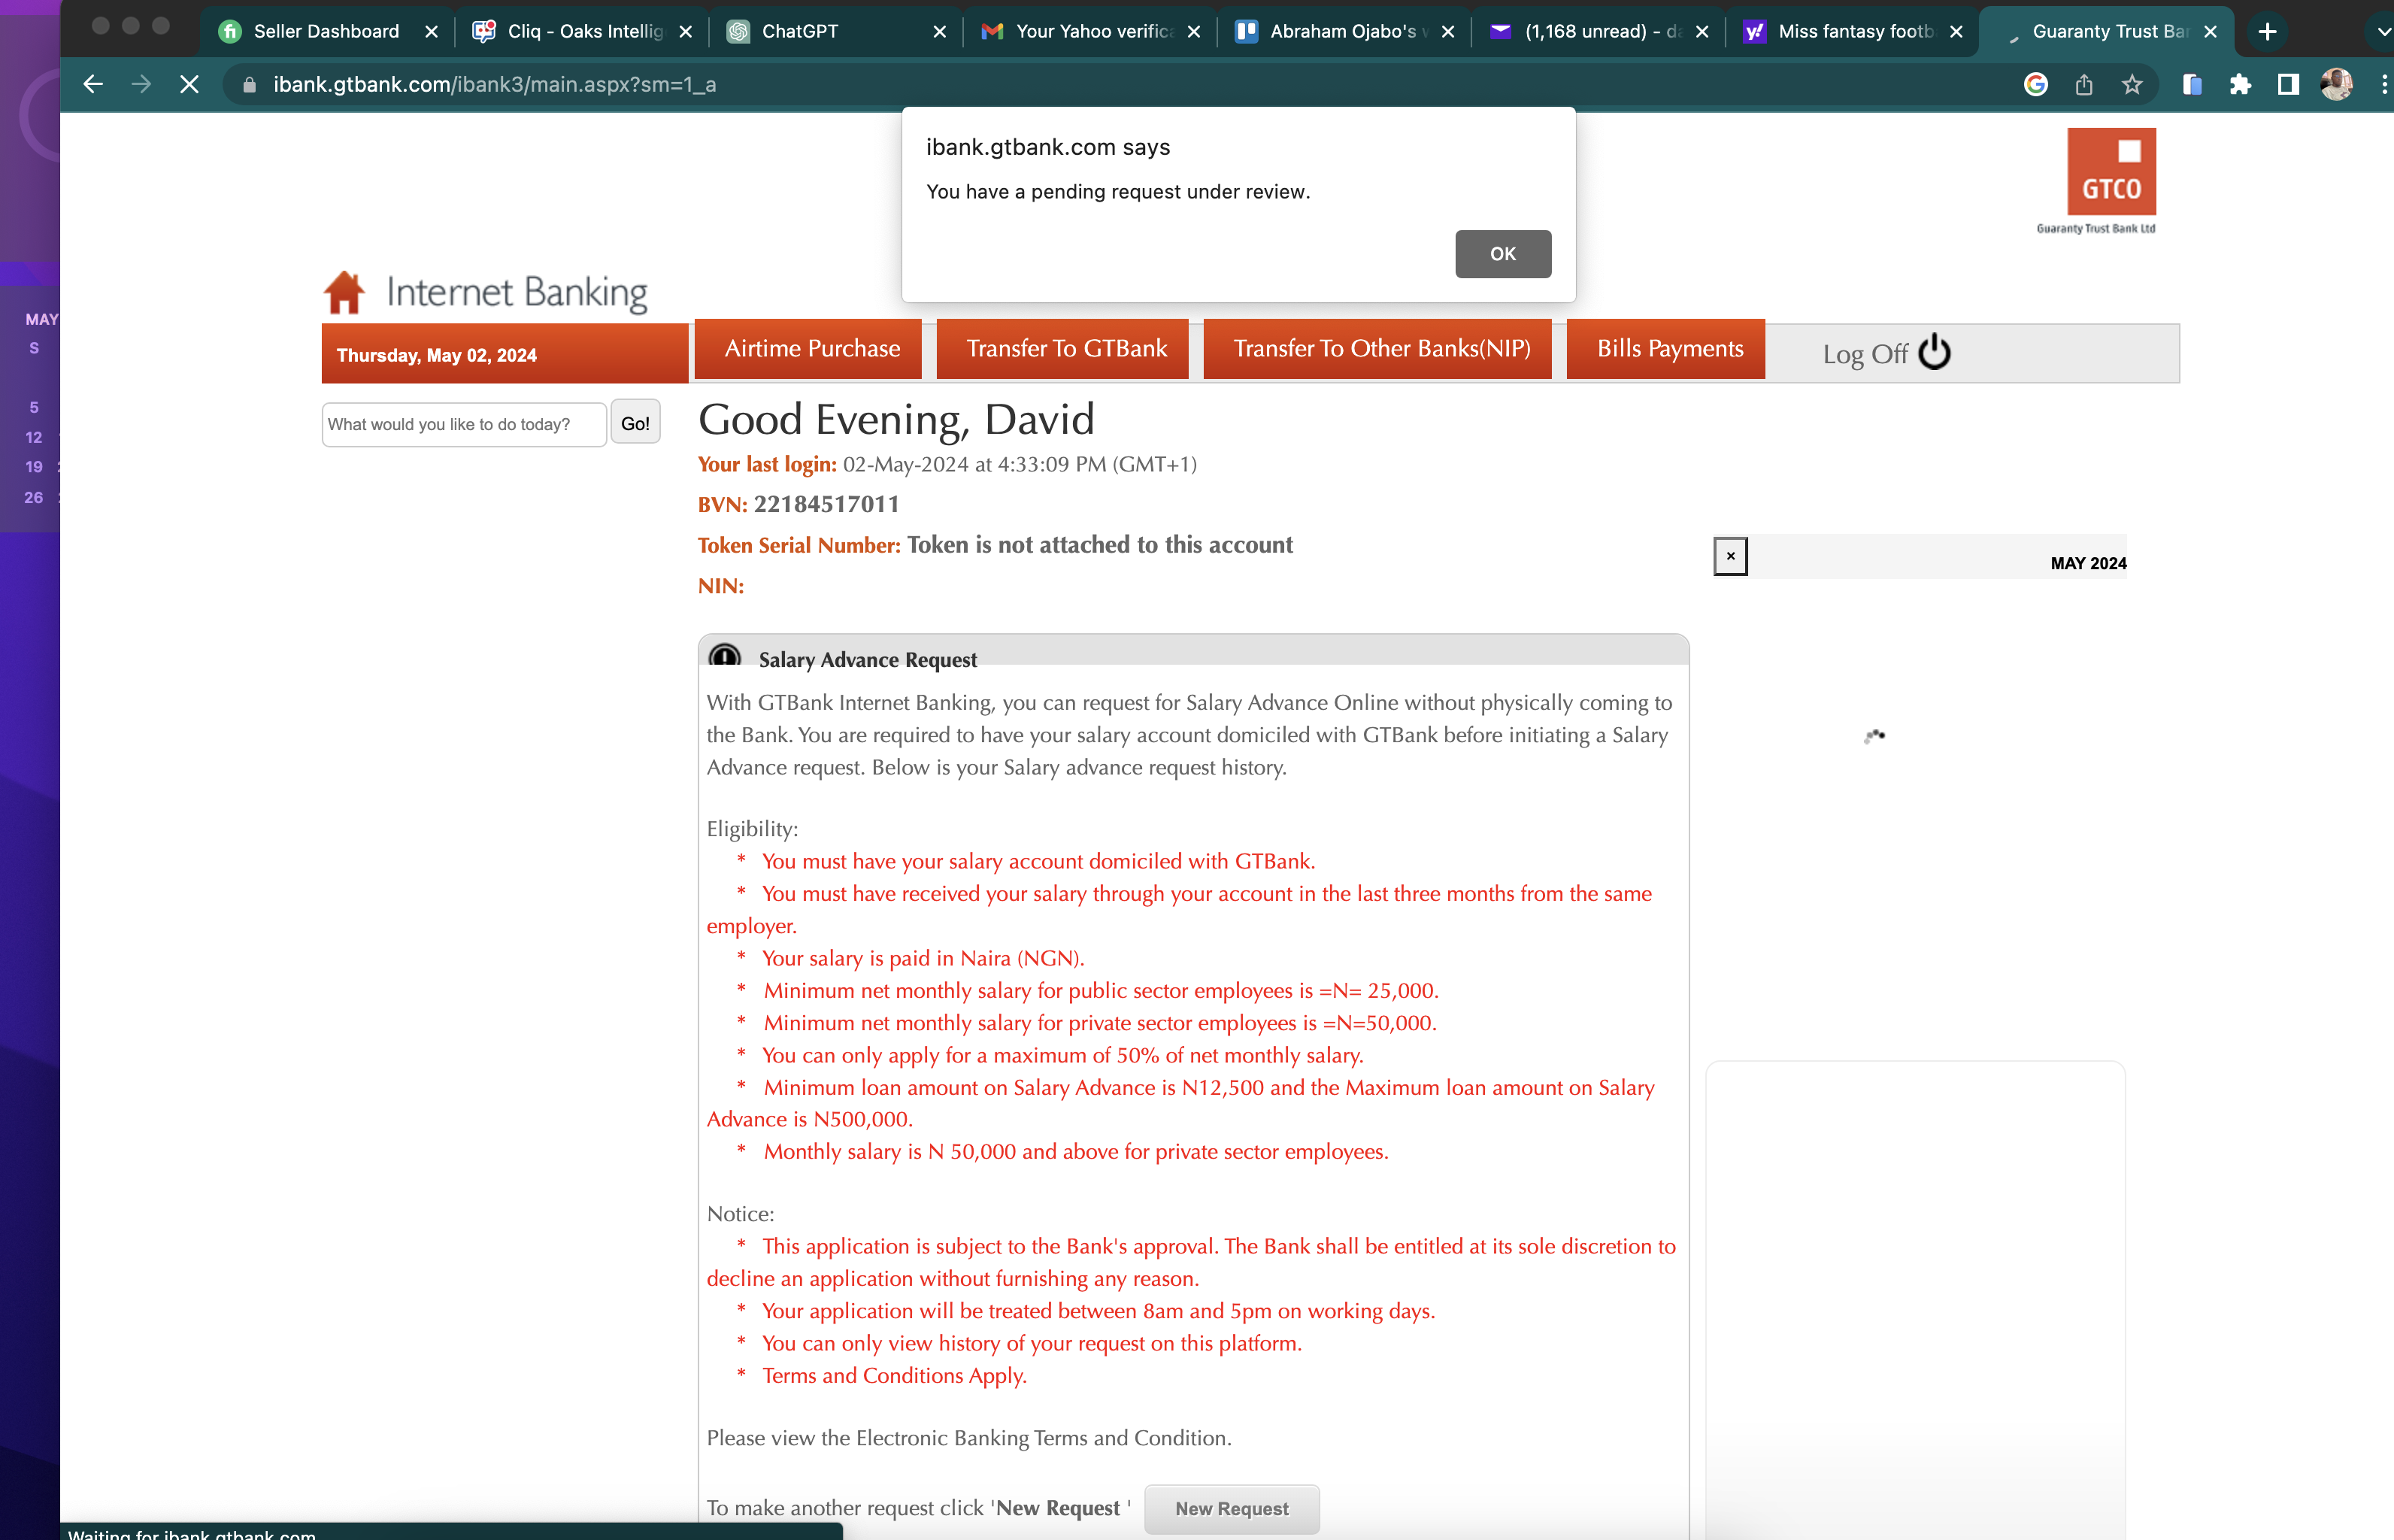 Seller Dashboard
Cliq - Oaks Intellig
ChatGPT
Your Yahoo verific
Abraham Ojabo's
(1,168 unread) - d
Miss fantasy footb
Guaranty Trust Bar
ibank.gtbank.com/ibank3/main.aspx?sm=1_a
ibank.gtbank.com says
You have a pending request under review.
OK
GTCO
Guaranty Trust Bank Ltd
Internet Banking
MAY
S
5
12
19
26
Thursday, May 02, 2024
Airtime Purchase
Transfer To GTBank
Transfer To Other Banks(NIP)
Bills Payments
Log Off
What would you like to do today?
Go!
Good Evening, David
Your last login: 02-May-2024 at 4:33:09 PM (GMT+1)
BVN: 22184517011
Token Serial Number: Token is not attached to this account
NIN:
×
MAY 2024
Salary Advance Request
With GTBank Internet Banking, you can request for Salary Advance Online without physically coming to
the Bank. You are required to have your salary account domiciled with GTBank before initiating a Salary
Advance request. Below is your Salary advance request history.
Eligibility:
* You must have your salary account domiciled with GTBank.
* You must have received your salary through your account in the last three months from the same
employer.
* Your salary is paid in Naira (NGN).
* Minimum net monthly salary for public sector employees is =N= 25,000.
* Minimum net monthly salary for private sector employees is =N=50,000.
* You can only apply for a maximum of 50% of net monthly salary.
* Minimum loan amount on Salary Advance is N12,500 and the Maximum loan amount on Salary
Advance is N500,000.
* Monthly salary is N 50,000 and above for private sector employees.
Notice:
* This application is subject to the Bank's approval. The Bank shall be entitled at its sole discretion to
decline an application without furnishing any reason.
* Your application will be treated between 8am and 5pm on working days.
* You can only view history of your request on this platform.
* Terms and Conditions Apply.
Please view the Electronic Banking Terms and Condition.
To make another request click 'New Request '
New Request
Waiting for ibank.gtbank.com